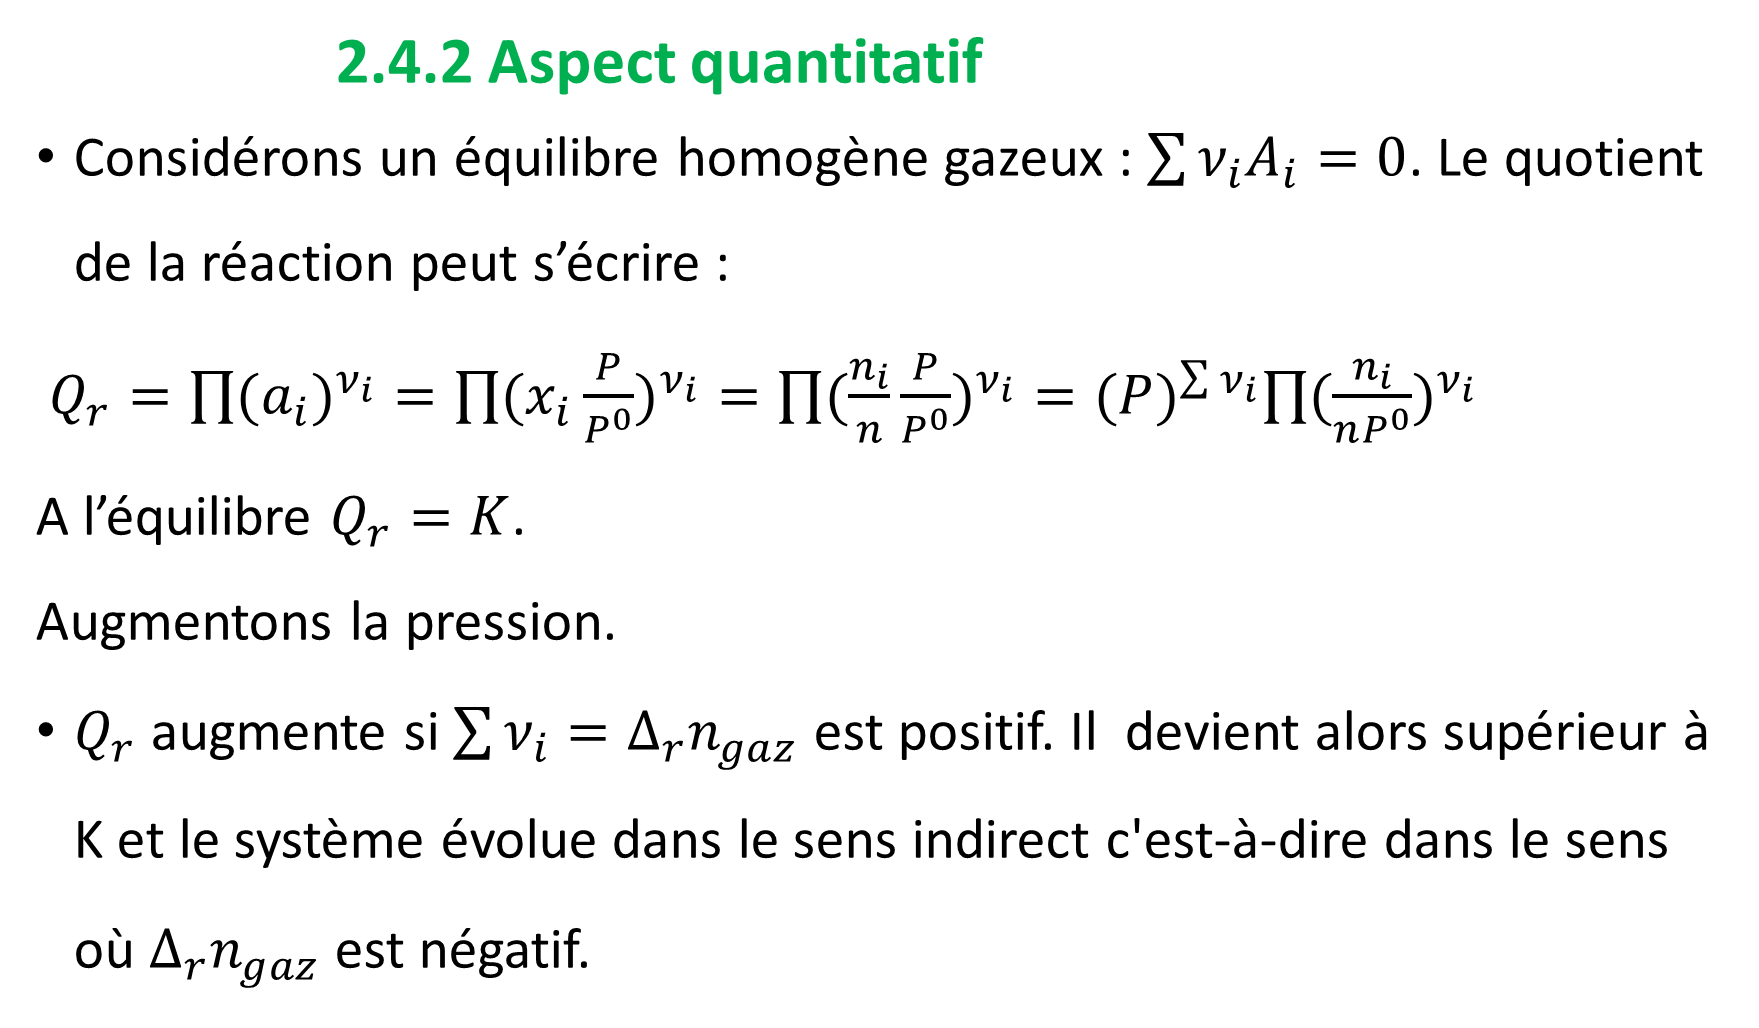 2.4.2 Aspect quantitatif
• Considérons un équilibre homogène gazeux : ∑ νᵢAᵢ = 0. Le quotient
de la réaction peut s’écrire :
Qᵣ = ∏(aᵢ)^νᵢ = ∏(xᵢ P/P⁰)^νᵢ = ∏(nᵢ/n P/P⁰)^νᵢ = (P)^∑ νᵢ ∏(nᵢ/nP⁰)^νᵢ
A l’équilibre Qᵣ = K.
Augmentons la pression.
• Qᵣ augmente si ∑ νᵢ = Δᵣn_gaz est positif. Il devient alors supérieur à
K et le système évolue dans le sens indirect c'est-à-dire dans le sens
où Δᵣn_gaz est négatif.